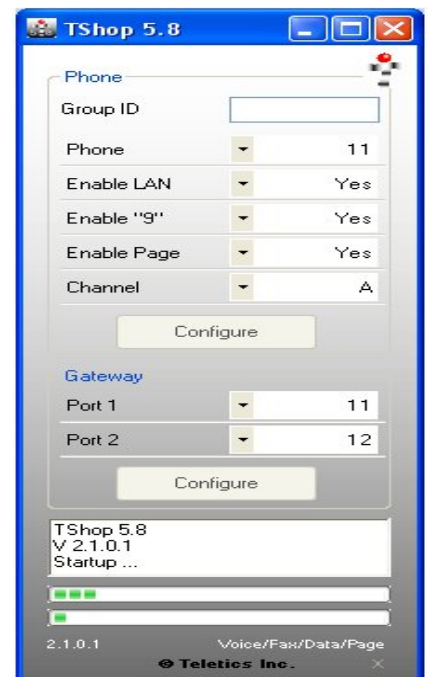 TShop 5.8
Phone
Group ID
Phone 11
Enable LAN Yes
Enable "9" Yes
Enable Page Yes
Channel A
Configure
Gateway
Port 1 11
Port 2 12
Configure
TShop 5.8
V 2.1.0.1
Startup ...
2.1.0.1 Voice/Fax/Data/Page
© Teletics Inc. X